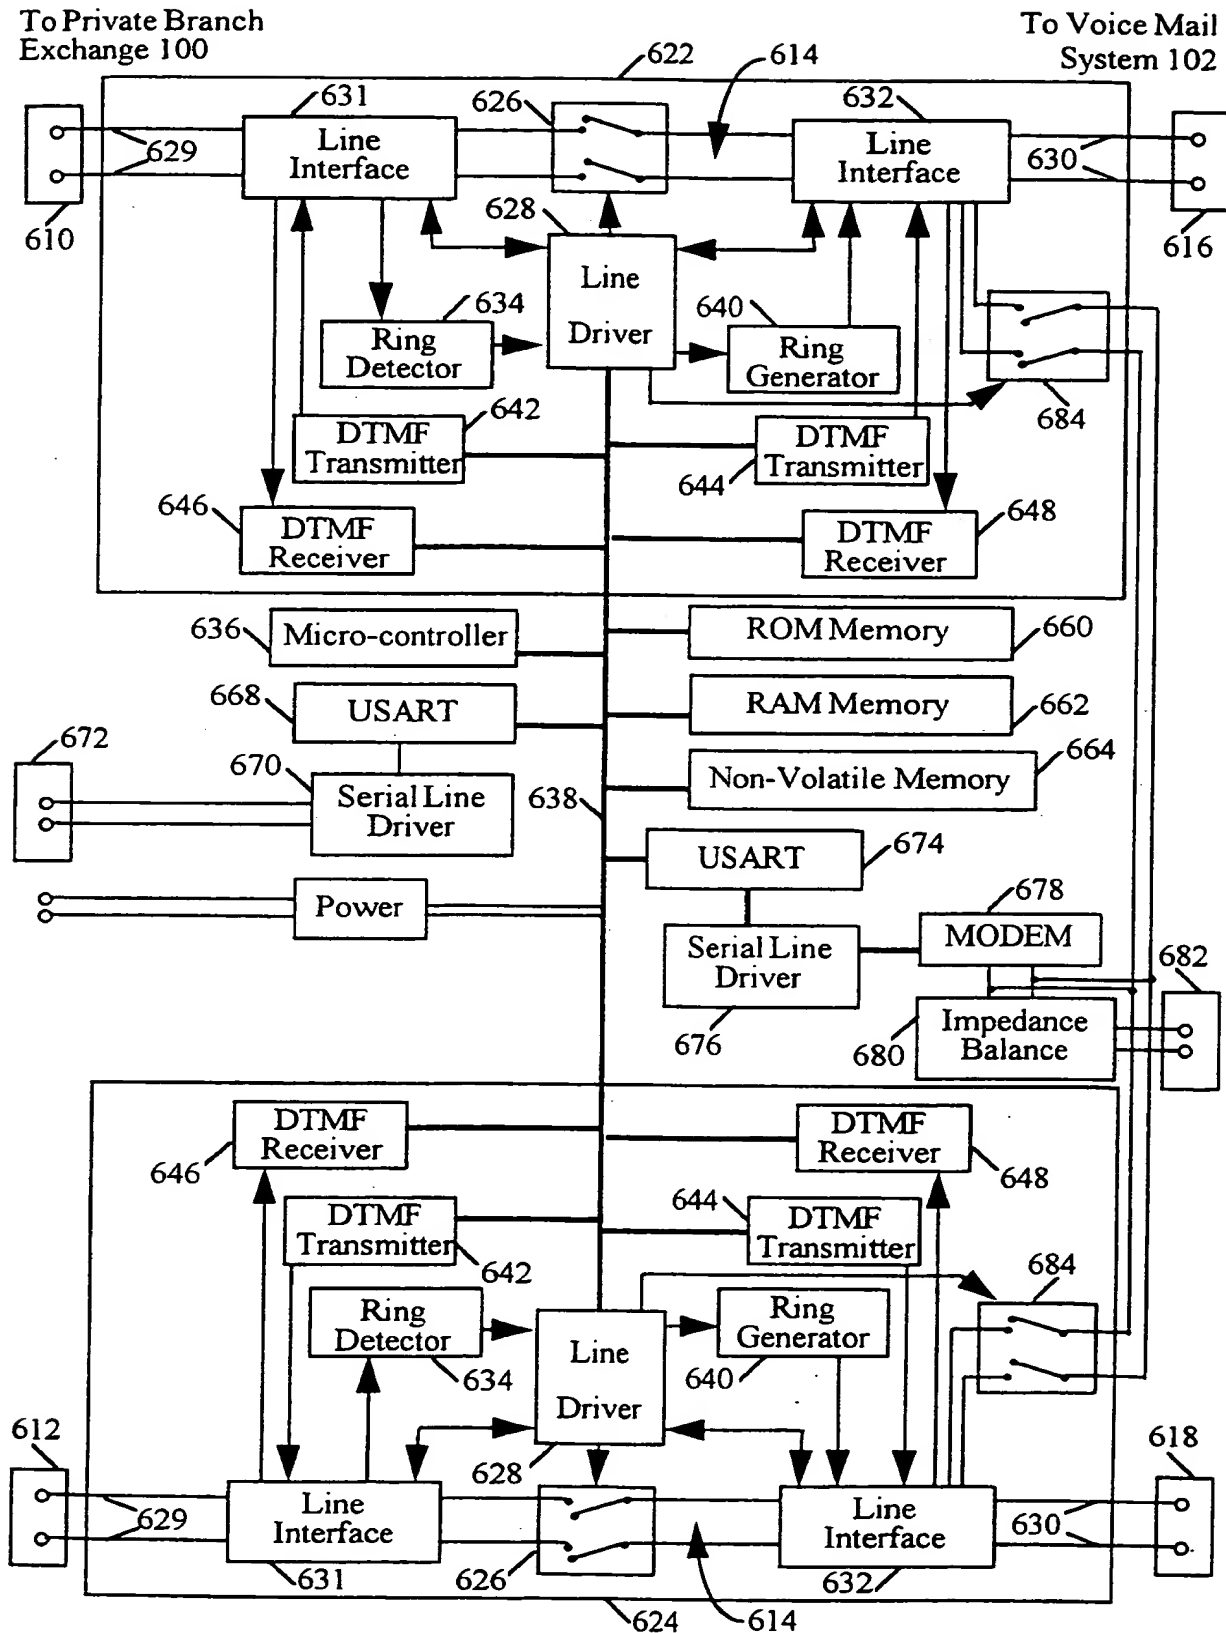 To Private Branch
Exchange 100
To Voice Mail
System 102
622
614
631
626
632
Line
Interface
Line
Interface
629
630
610
616
628
Line
Driver
634
640
Ring
Detector
Ring
Generator
684
642
DTMF
Transmitter
DTMF
Transmitter
644
646
648
DTMF
Receiver
DTMF
Receiver
636
Micro-controller
ROM Memory
660
668
USART
RAM Memory
662
672
670
Serial Line
Driver
638
Non-Volatile Memory
664
USART
674
Power
678
MODEM
Serial Line
Driver
676
682
680
Impedance
Balance
DTMF
Receiver
646
DTMF
Receiver
648
DTMF
Transmitter
642
644
DTMF
Transmitter
684
Ring
Detector
634
Ring
Generator
640
Line
Driver
628
612
618
629
Line
Interface
631
626
Line
Interface
632
630
624
614